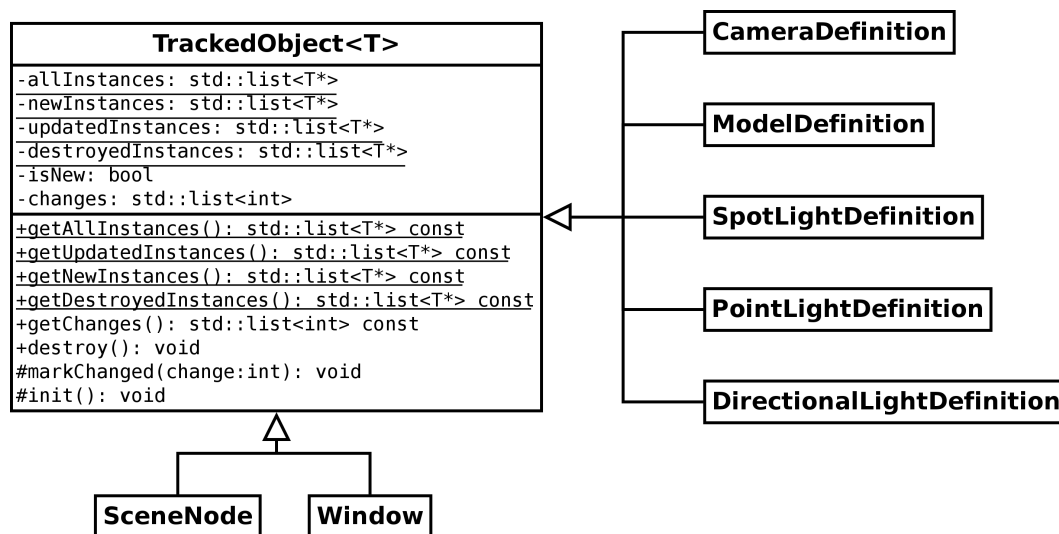 TrackedObject<T>
-allInstances: std::list<T*>
-newInstances: std::list<T*>
-updatedInstances: std::list<T*>
-destroyedInstances: std::list<T*>
-isNew: bool
-changes: std::list<int>
+getAllInstances(): std::list<T*> const
+getUpdatedInstances(): std::list<T*> const
+getNewInstances(): std::list<T*> const
+getDestroyedInstances(): std::list<T*> const
+getChanges(): std::list<int> const
+destroy(): void
#markChanged(change:int): void
#init(): void
CameraDefinition
ModelDefinition
SpotLightDefinition
PointLightDefinition
DirectionalLightDefinition
SceneNode
Window